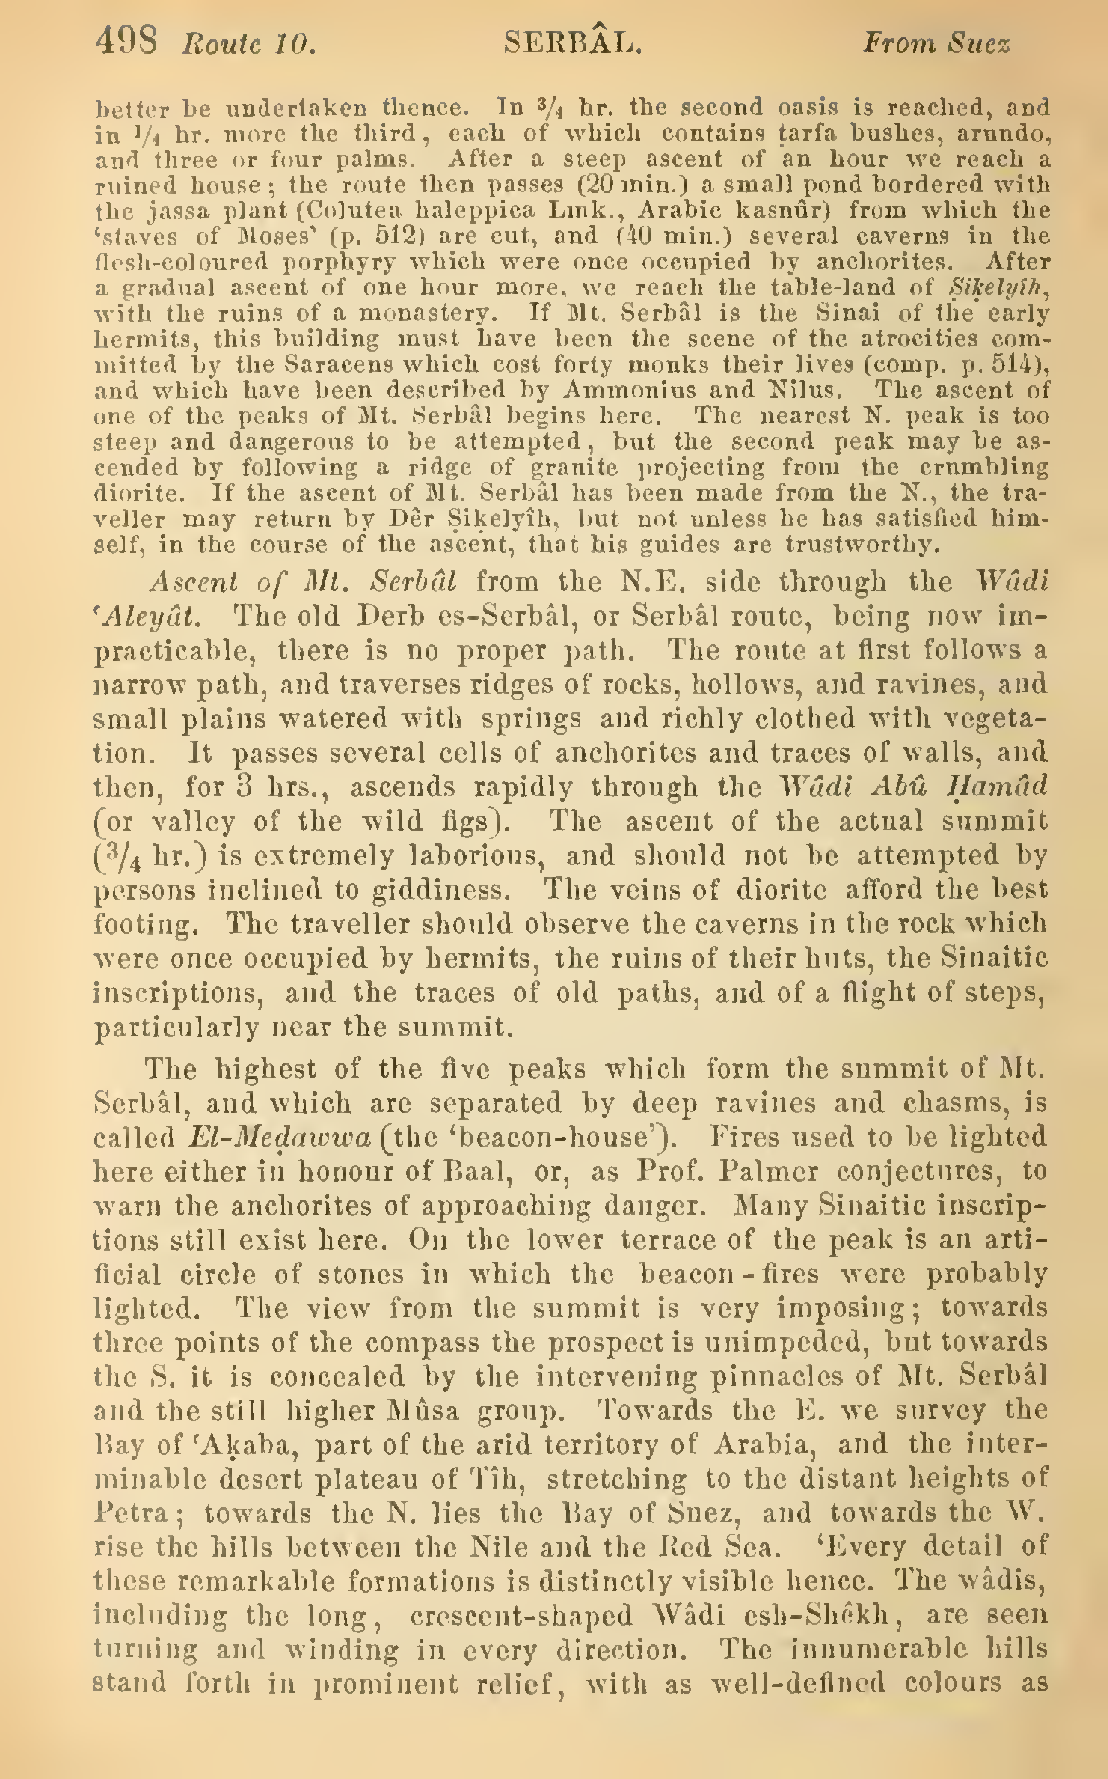 498 Route 10. SERBÂL. From Suez
better be undertaken thence. In 3/4 hr. the second oasis is reached, and
in 1/4 hr. more the third, each of which contains tarfa bushes, arundo,
and three or four palms. After a steep ascent of an hour we reach a
ruined house; the route then passes (20 min.) a small pond bordered with
the jassa plant (Colutea haleppica Lmk., Arabic kasnûr) from which the
‘staves of Moses’ (p. 512) are cut, and (40 min.) several caverns in the
flesh-coloured porphyry which were once occupied by anchorites. After
a gradual ascent of one hour more, we reach the table-land of Ṣiḳelyîh,
with the ruins of a monastery. If Mt. Serbâl is the Sinai of the early
hermits, this building must have been the scene of the atrocities com-
mitted by the Saracens which cost forty monks their lives (comp. p. 514),
and which have been described by Ammonius and Nilus. The ascent of
one of the peaks of Mt. Serbâl begins here. The nearest N. peak is too
steep and dangerous to be attempted, but the second peak may be as-
cended by following a ridge of granite projecting from the crumbling
diorite. If the ascent of Mt. Serbâl has been made from the N., the tra-
veller may return by Dêr Ṣiḳelyîh, but not unless he has satisfied him-
self, in the course of the ascent, that his guides are trustworthy.
Ascent of Mt. Serbâl from the N.E. side through the Wâdi
‘Aleyât. The old Derb es-Serbâl, or Serbâl route, being now im-
practicable, there is no proper path. The route at first follows a
narrow path, and traverses ridges of rocks, hollows, and ravines, and
small plains watered with springs and richly clothed with vegeta-
tion. It passes several cells of anchorites and traces of walls, and
then, for 3 hrs., ascends rapidly through the Wâdi Abû Ḥamâd
(or valley of the wild figs). The ascent of the actual summit
(3/4 hr.) is extremely laborious, and should not be attempted by
persons inclined to giddiness. The veins of diorite afford the best
footing. The traveller should observe the caverns in the rock which
were once occupied by hermits, the ruins of their huts, the Sinaitic
inscriptions, and the traces of old paths, and of a flight of steps,
particularly near the summit.
The highest of the five peaks which form the summit of Mt.
Serbâl, and which are separated by deep ravines and chasms, is
called El-Meḍawwa (the ‘beacon-house’). Fires used to be lighted
here either in honour of Baal, or, as Prof. Palmer conjectures, to
warn the anchorites of approaching danger. Many Sinaitic inscrip-
tions still exist here. On the lower terrace of the peak is an arti-
ficial circle of stones in which the beacon-fires were probably
lighted. The view from the summit is very imposing; towards
three points of the compass the prospect is unimpeded, but towards
the S. it is concealed by the intervening pinnacles of Mt. Serbâl
and the still higher Mûsa group. Towards the E. we survey the
Bay of ‘Aḳaba, part of the arid territory of Arabia, and the inter-
minable desert plateau of Tîh, stretching to the distant heights of
Petra; towards the N. lies the Bay of Suez, and towards the W.
rise the hills between the Nile and the Red Sea. ‘Every detail of
these remarkable formations is distinctly visible hence. The wâdis,
including the long, crescent-shaped Wâdi esh-Shêkh, are seen
turning and winding in every direction. The innumerable hills
stand forth in prominent relief, with as well-defined colours as